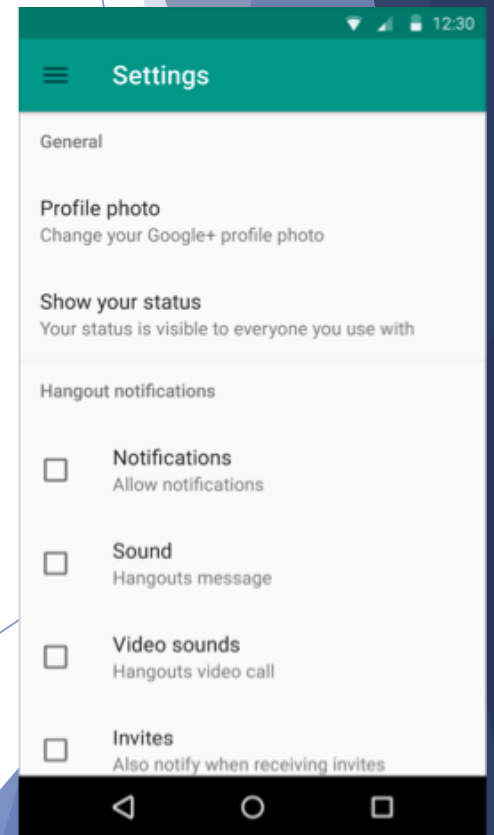 12:30
Settings
General
Profile photo
Change your Google+ profile photo
Show your status
Your status is visible to everyone you use with
Hangout notifications
Notifications
Allow notifications
Sound
Hangouts message
Video sounds
Hangouts video call
Invites
Also notify when receiving invites